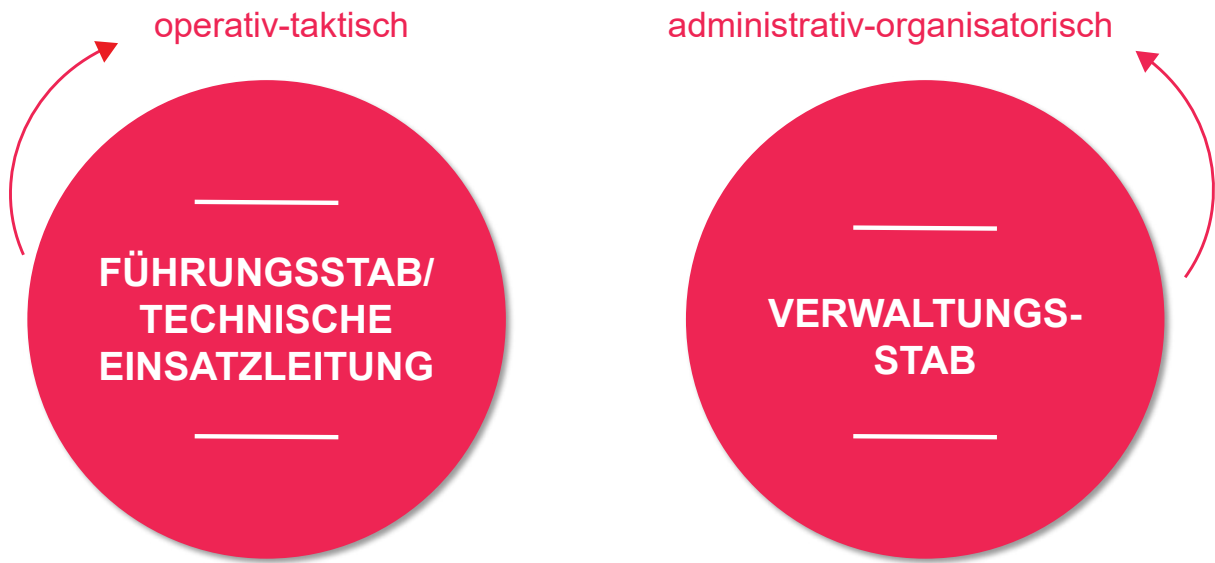 operativ-taktisch
administrativ-organisatorisch
FÜHRUNGSSTAB/
TECHNISCHE
EINSATZLEITUNG
VERWALTUNGS-
STAB